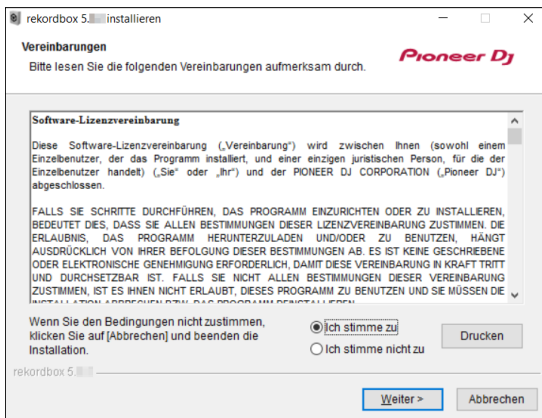 rekordbox 5. installieren
Vereinbarungen
Bitte lesen Sie die folgenden Vereinbarungen aufmerksam durch.
Pioneer Dj
Software-Lizenzvereinbarung
Diese Software-Lizenzvereinbarung („Vereinbarung") wird zwischen Ihnen (sowohl einem
Einzelbenutzer, der das Programm installiert, und einer einzigen juristischen Person, für die der
Einzelbenutzer handelt) („Sie" oder „Ihr") und der PIONEER DJ CORPORATION („Pioneer DJ")
abgeschlossen.
FALLS SIE SCHRITTE DURCHFÜHREN, DAS PROGRAMM EINZURICHTEN ODER ZU INSTALLIEREN,
BEDEUTET DIES, DASS SIE ALLEN BESTIMMUNGEN DIESER LIZENZVEREINBARUNG ZUSTIMMEN. DIE
ERLAUBNIS, DAS PROGRAMM HERUNTERZULADEN UND/ODER ZU BENUTZEN, HÄNGT
AUSDRÜCKLICH VON IHRER BEFOLGUNG DIESER BESTIMMUNGEN AB. ES IST KEINE GESCHRIEBENE
ODER ELEKTRONISCHE GENEHMIGUNG ERFORDERLICH, DAMIT DIESE VEREINBARUNG IN KRAFT TRITT
UND DURCHSETZBAR IST. FALLS SIE NICHT ALLEN BESTIMMUNGEN DIESER VEREINBARUNG
ZUSTIMMEN, IST ES IHNEN NICHT ERLAUBT, DIESES PROGRAMM ZU BENUTZEN UND SIE MÜSSEN DIE
INSTALLATION ABBRECHEN BZW. DAS PROGRAMM DEINSTALLIEREN
Wenn Sie den Bedingungen nicht zustimmen,
klicken Sie auf [Abbrechen] und beenden die
Installation.
Ich stimme zu
Ich stimme nicht zu
Drucken
rekordbox 5.
Weiter >
Abbrechen